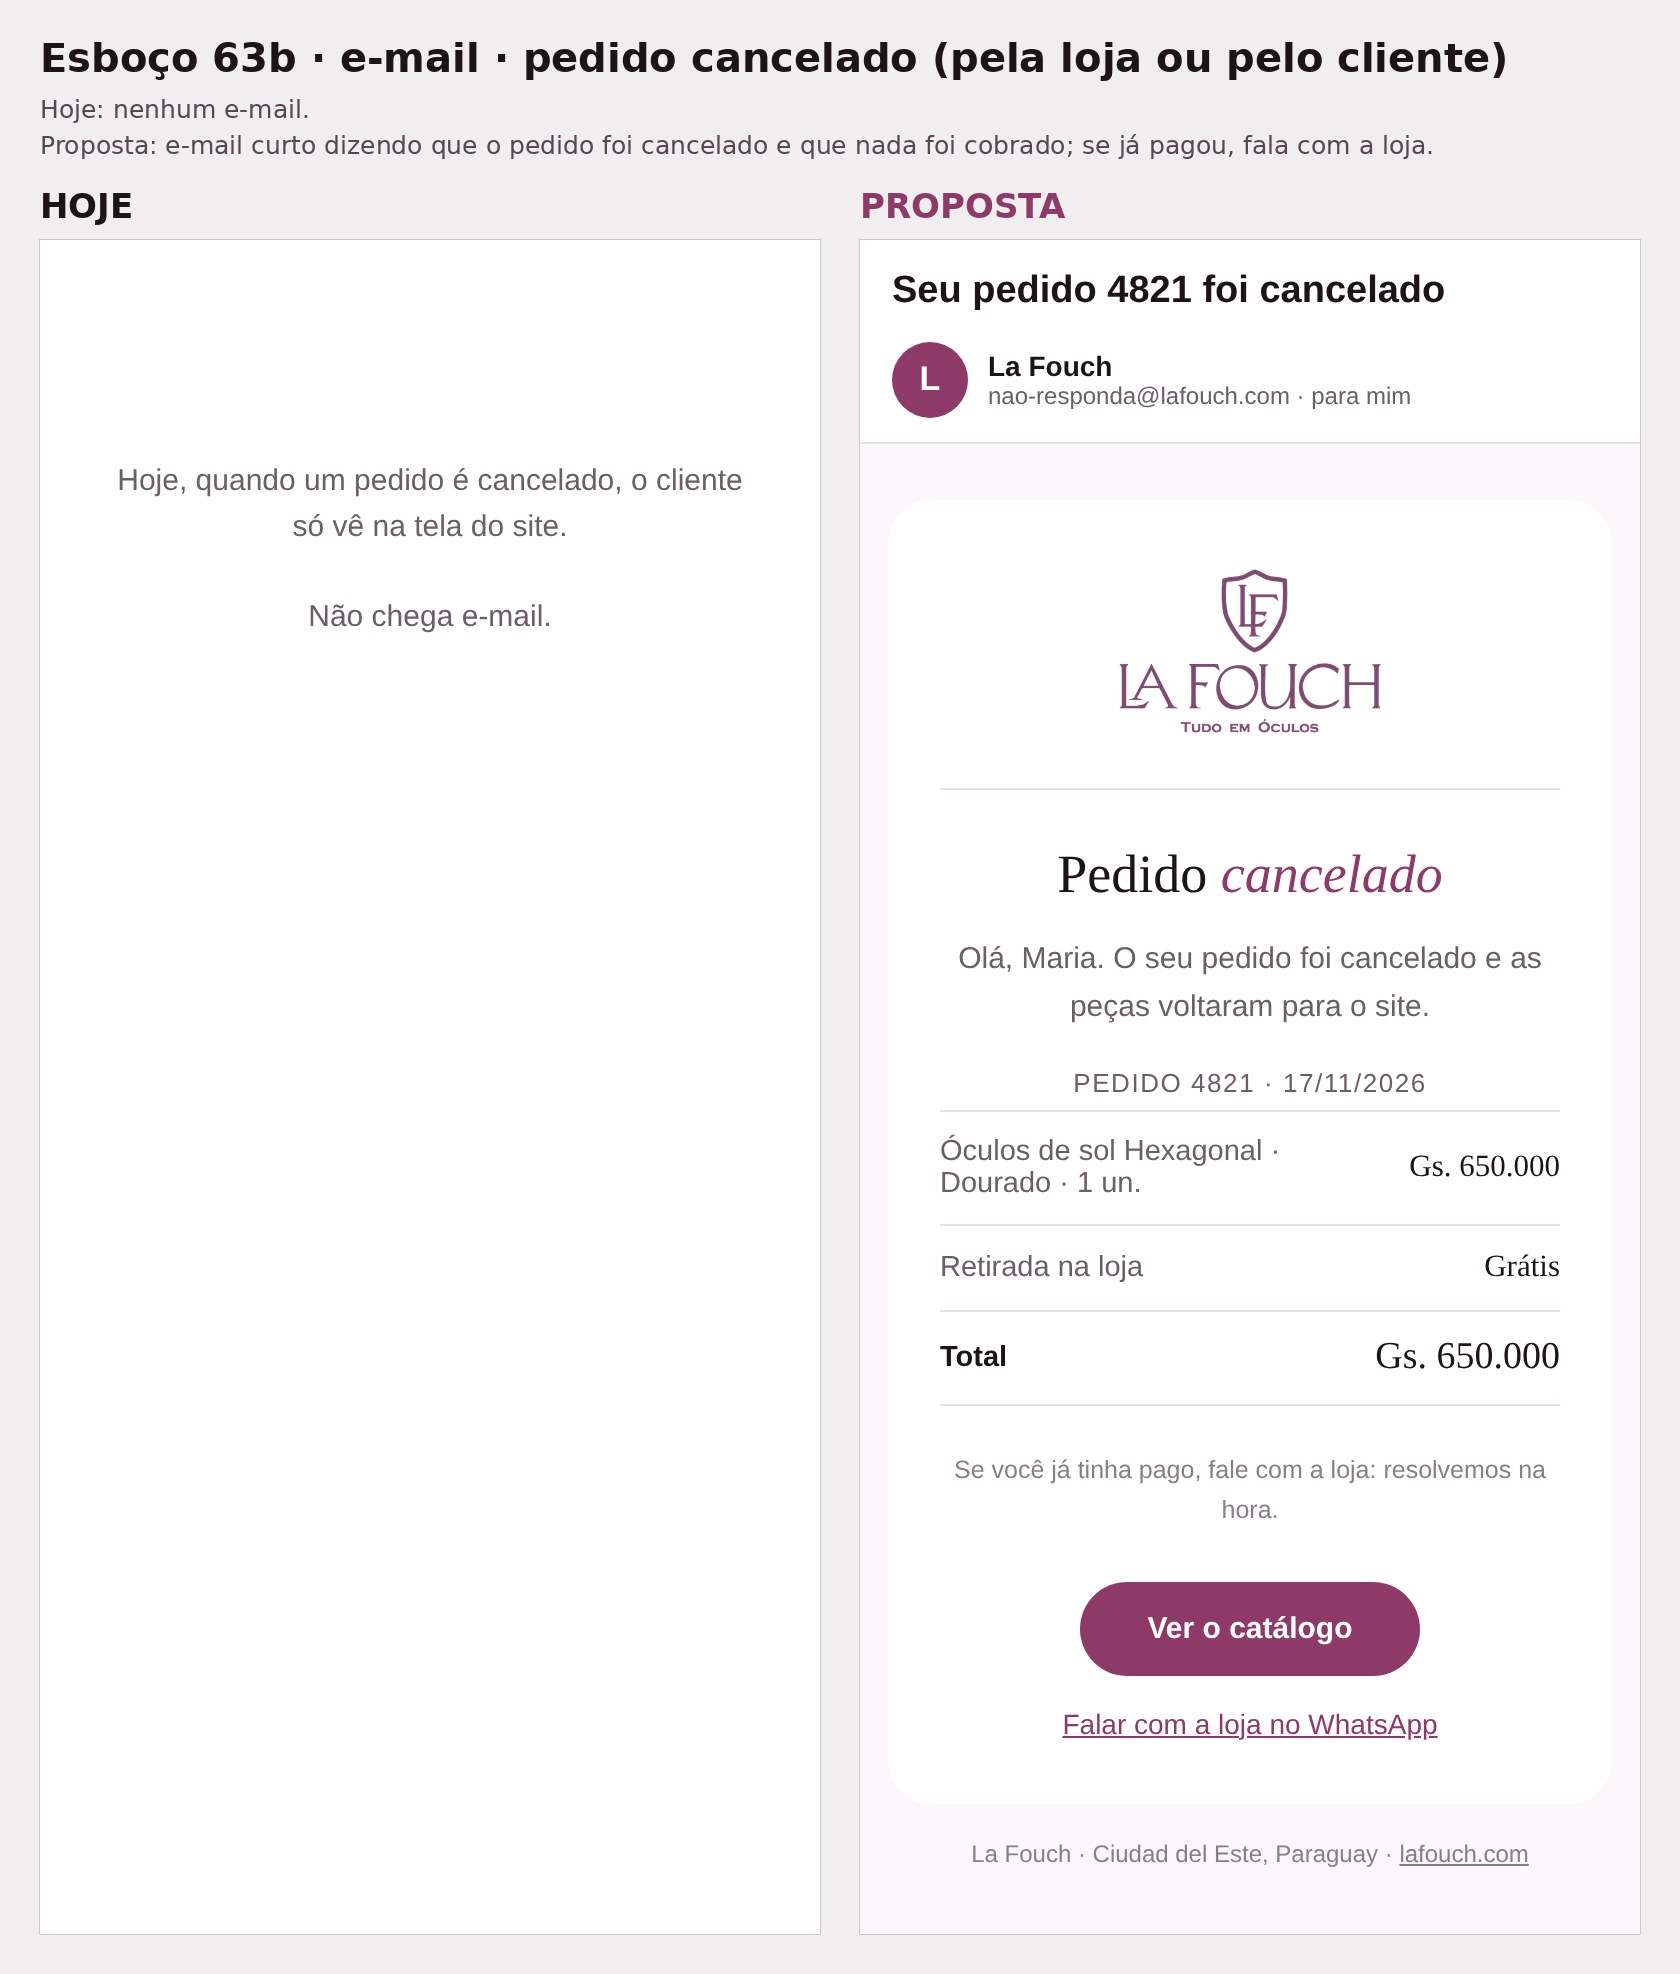 Esboço 63b · e-mail · pedido cancelado (pela loja ou pelo cliente)
Hoje: nenhum e-mail.
Proposta: e-mail curto dizendo que o pedido foi cancelado e que nada foi cobrado; se já pagou, fala com a loja.
HOJE
Hoje, quando um pedido é cancelado, o cliente
só vê na tela do site.
Não chega e-mail.
PROPOSTA
Seu pedido 4821 foi cancelado
L
La Fouch
nao-responda@lafouch.com · para mim
LF
LA FOUCH
Tudo em Óculos
Pedido cancelado
Olá, Maria. O seu pedido foi cancelado e as
peças voltaram para o site.
PEDIDO 4821 · 17/11/2026
Óculos de sol Hexagonal ·
Dourado · 1 un.
Gs. 650.000
Retirada na loja
Grátis
Total
Gs. 650.000
Se você já tinha pago, fale com a loja: resolvemos na
hora.
Ver o catálogo
Falar com a loja no WhatsApp
La Fouch · Ciudad del Este, Paraguay · lafouch.com